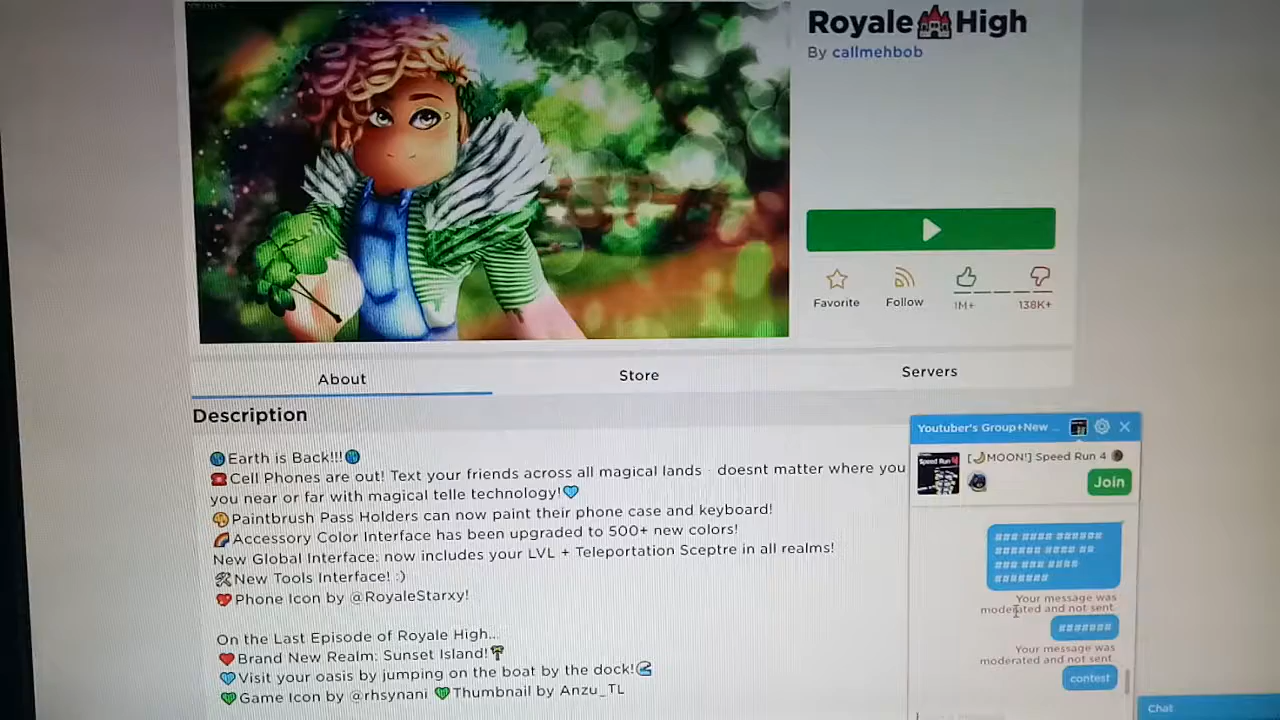 Royale🏰High
By callmehbob
Favorite
Follow
1M+
138K+
About
Store
Servers
Description
🌎Earth is Back!!!🌎
☎️Cell Phones are out! Text your friends across all magical lands - doesnt matter where you
you near or far with magical telle technology!💙
🎨Paintbrush Pass Holders can now paint their phone case and keyboard!
🌈Accessory Color Interface has been upgraded to 500+ new colors!
New Global Interface: now includes your LVL + Teleportation Sceptre in all realms!
🛠️New Tools Interface! :)
❤️Phone Icon by @RoyaleStarxy!
On the Last Episode of Royale High...
❤️Brand New Realm: Sunset Island!🌴
💙Visit your oasis by jumping on the boat by the dock!🌊
💚Game Icon by @rhsynani 💚Thumbnail by Anzu_TL
Youtuber's Group+New ...
Speed Run
[🌙MOON!] Speed Run 4 🌒
Join
### #### ######
###### #### ##
### ### ####
#######
Your message was
moderated and not sent.
#######
Your message was
moderated and not sent.
contest
Chat